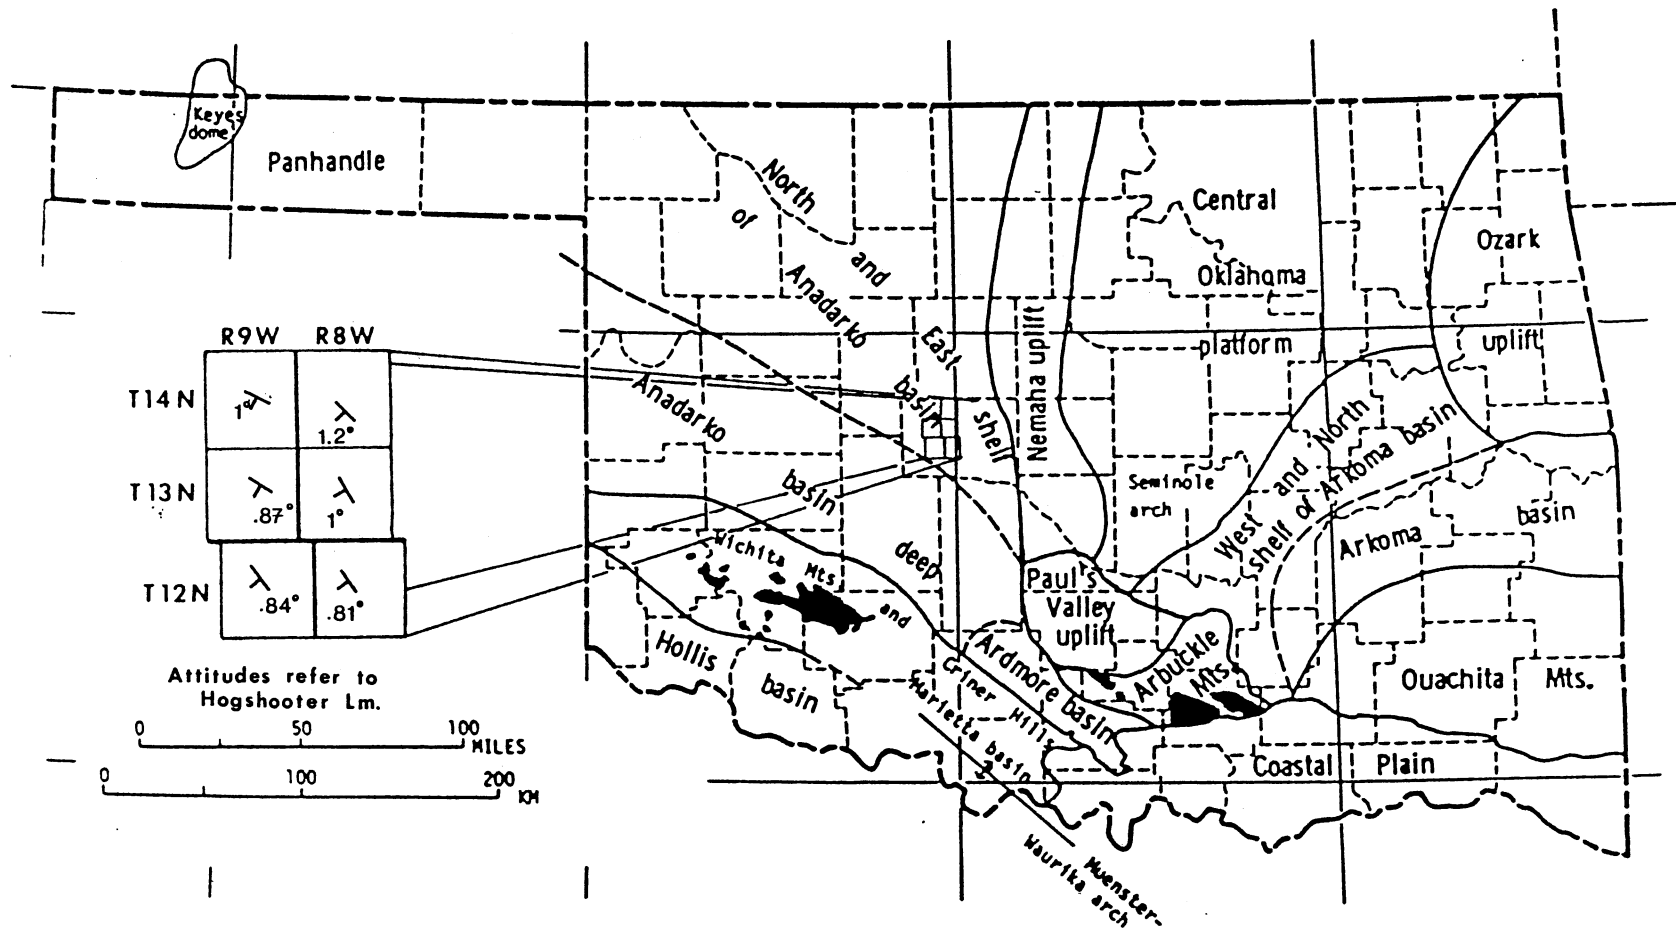 Keyes
dome
Panhandle
North
of
and
Anadarko
East
basin
shelf
Nemaha uplift
Central
Oklahoma
platform
Ozark
uplift
R9W R8W
T14N
1°
1.2°
T13N
.87°
1°
T12N
.84°
.81°
Attitudes refer to
Hogshooter Lm.
0 50 100
MILES
0 100 200
KM
Anadarko
basin
deep
Seminole
arch
West and North
shelf of Arkoma basin
Arkoma
basin
Wichita Mts.
and
Hollis
basin
Paul's
Valley
uplift
Arbuckle
Mts.
Ardmore basin
Criner Hills
Marietta basin
?
Ouachita Mts.
Coastal Plain
Muenster-
Waurika arch